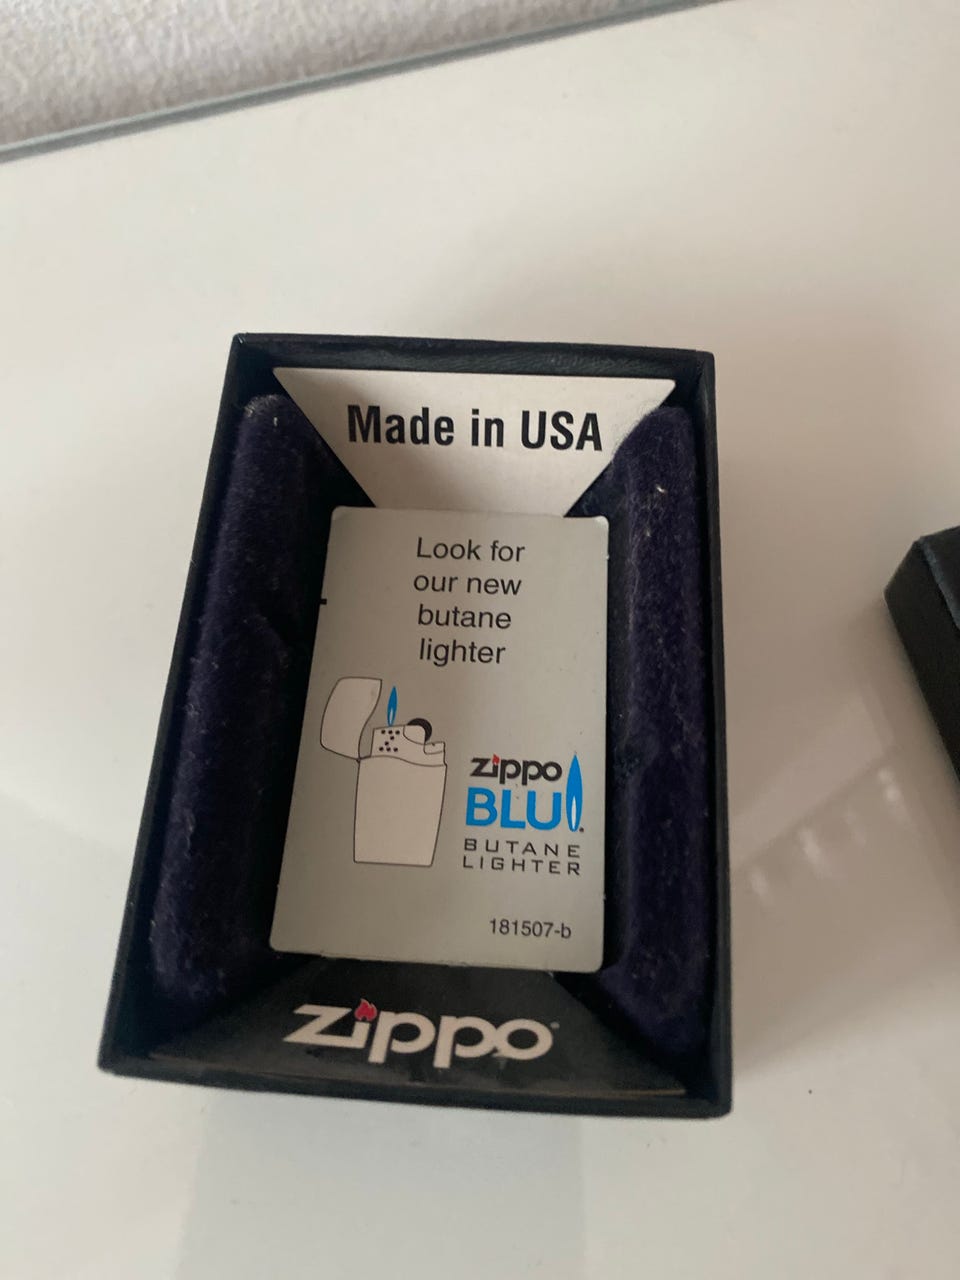 Made in USA
Look for
our new
butane
lighter
zippo
BLU
BUTANE
LIGHTER
181507-b
zippo